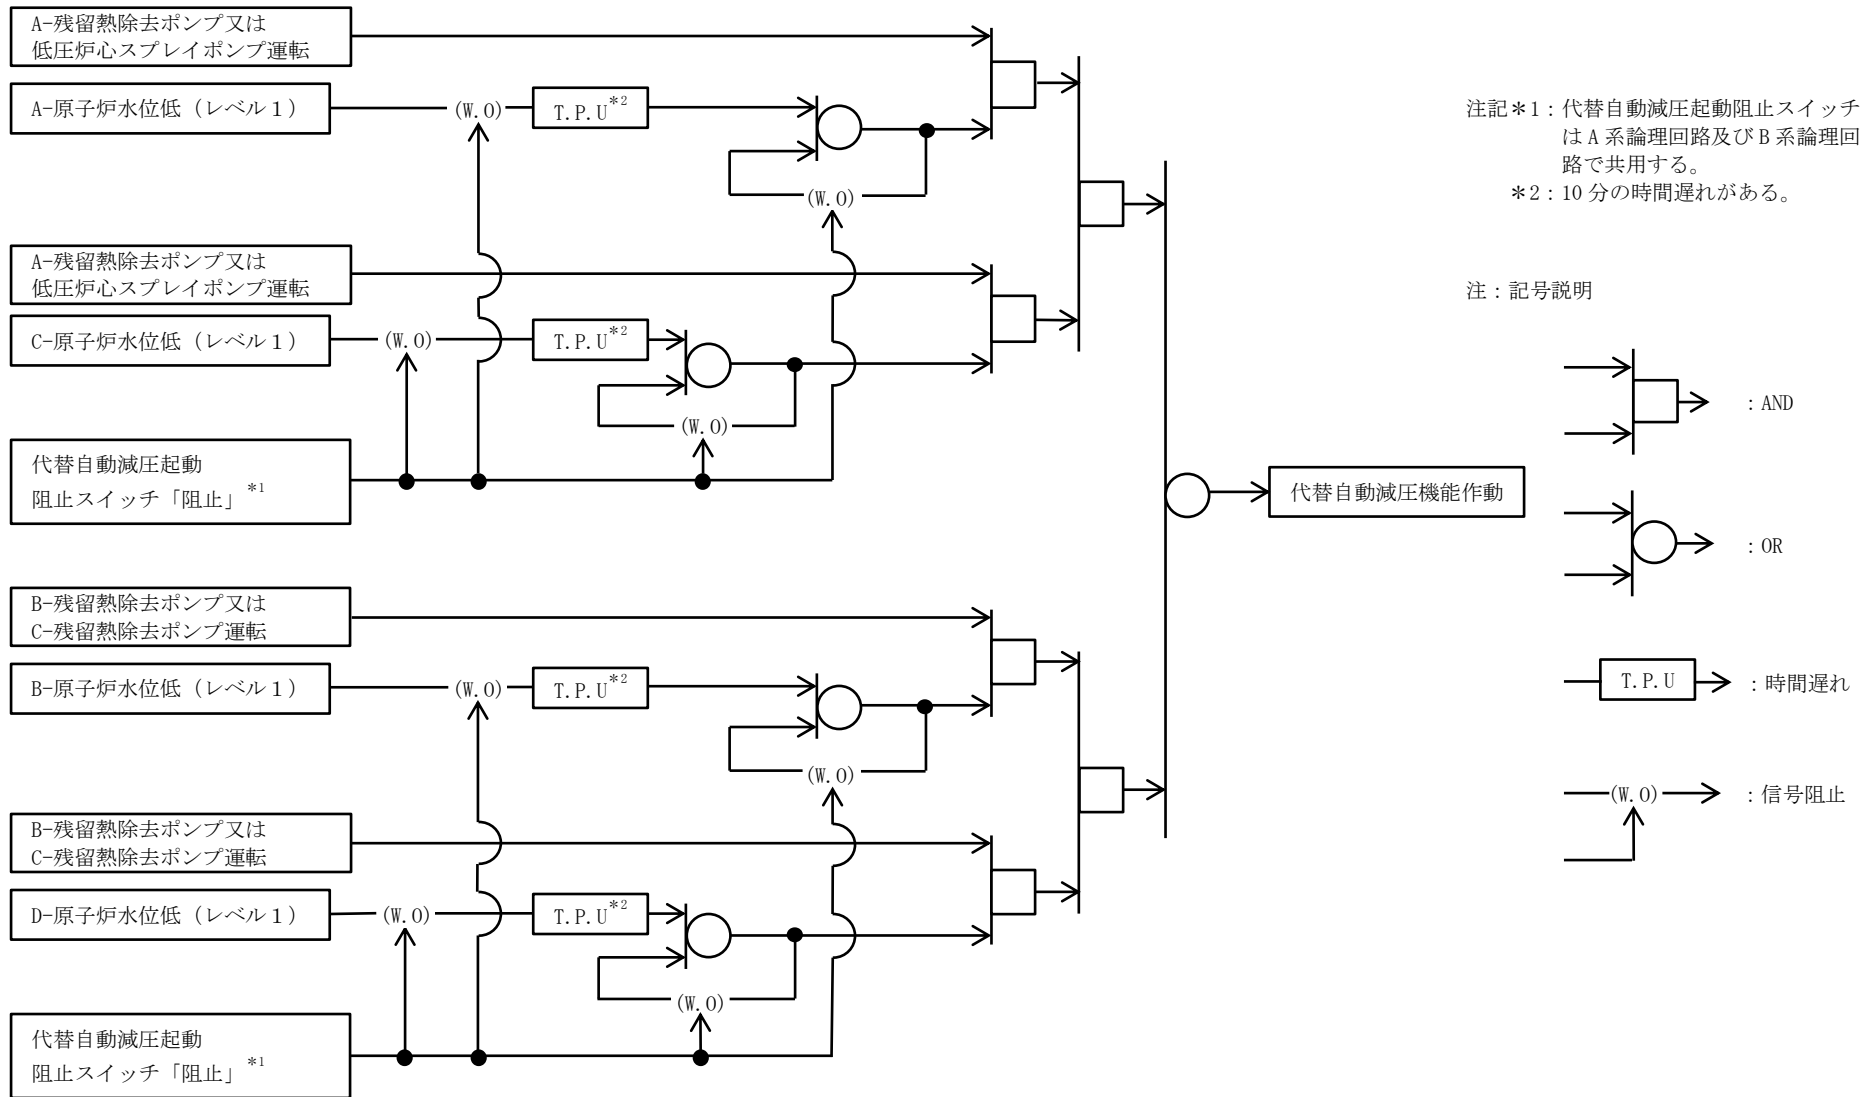 A-残留熱除去ポンプ又は
低圧炉心スプレイポンプ運転
A-原子炉水位低（レベル１）
(W.O)
T.P.U*2
(W.O)
A-残留熱除去ポンプ又は
低圧炉心スプレイポンプ運転
C-原子炉水位低（レベル１）
(W.O)
T.P.U*2
(W.O)
代替自動減圧起動
阻止スイッチ「阻止」*1
B-残留熱除去ポンプ又は
C-残留熱除去ポンプ運転
B-原子炉水位低（レベル１）
(W.O)
T.P.U*2
(W.O)
B-残留熱除去ポンプ又は
C-残留熱除去ポンプ運転
D-原子炉水位低（レベル１）
(W.O)
T.P.U*2
(W.O)
代替自動減圧起動
阻止スイッチ「阻止」*1
代替自動減圧機能作動
注記＊1：代替自動減圧起動阻止スイッチ
はA系論理回路及びB系論理回
路で共用する。
＊2：10分の時間遅れがある。
注：記号説明
：AND
：OR
T.P.U ：時間遅れ
(W.O) ：信号阻止